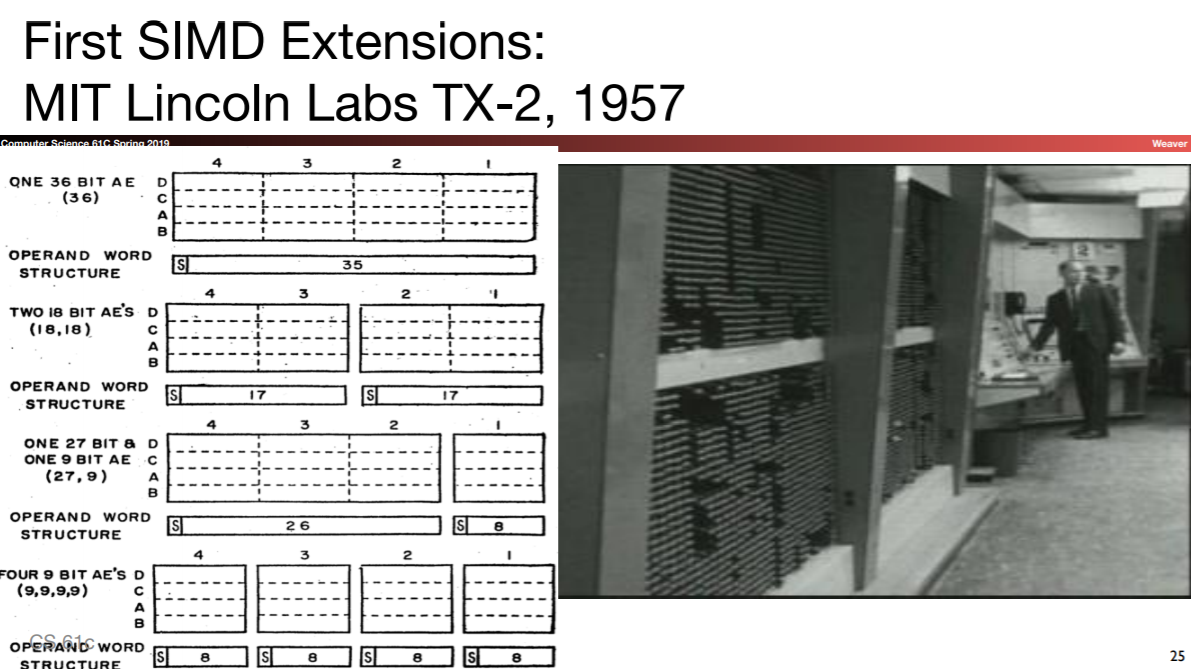 First SIMD Extensions:
MIT Lincoln Labs TX-2, 1957
Computer Science 61C Spring 2019
Weaver
4 3 2 1
ONE 36 BIT AE D
(36) C
A
B
OPERAND WORD
STRUCTURE
S 35
4 3 2 1
TWO 18 BIT AE'S D
(18,18) C
A
B
OPERAND WORD
STRUCTURE
S 17 S 17
4 3 2 1
ONE 27 BIT & D
ONE 9 BIT AE C
(27, 9) A
B
OPERAND WORD
STRUCTURE
S 26 S 8
4 3 2 1
FOUR 9 BIT AE'S D
(9,9,9,9) C
A
B
CS 61c
OPERAND WORD
STRUCTURE
S 8 S 8 S 8 S 8
2
25